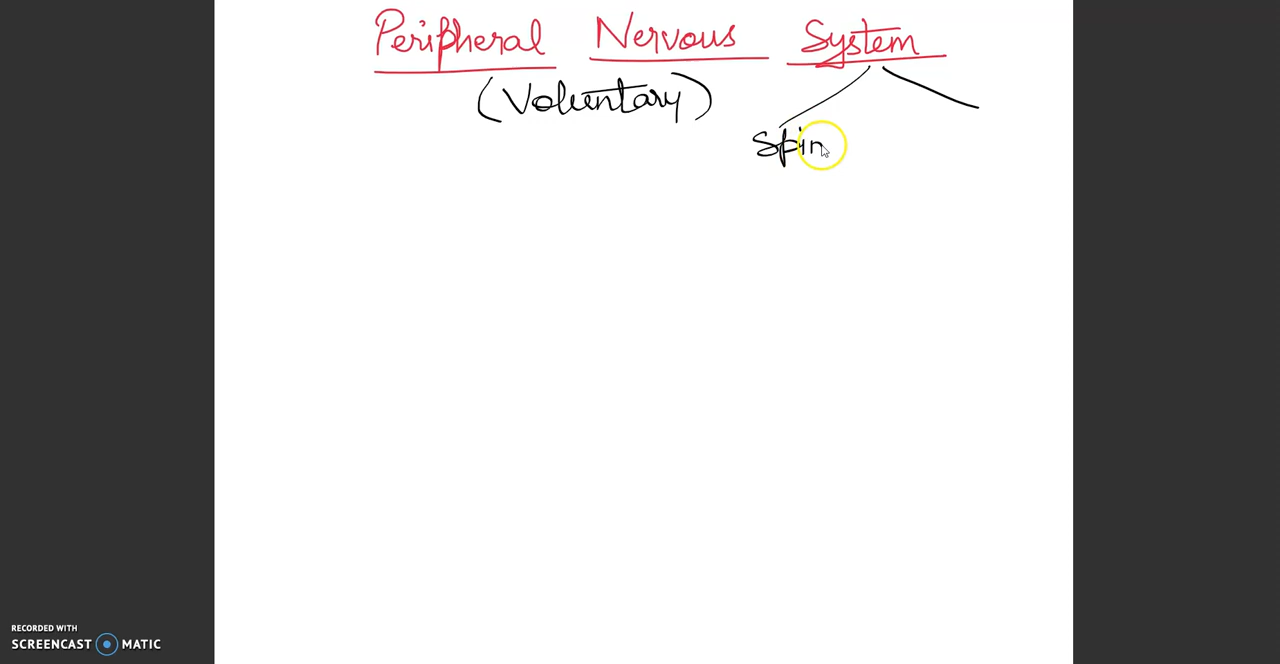 Peripheral Nervous System
(Voluntary)
Spin
RECORDED WITH
SCREENCAST MATIC